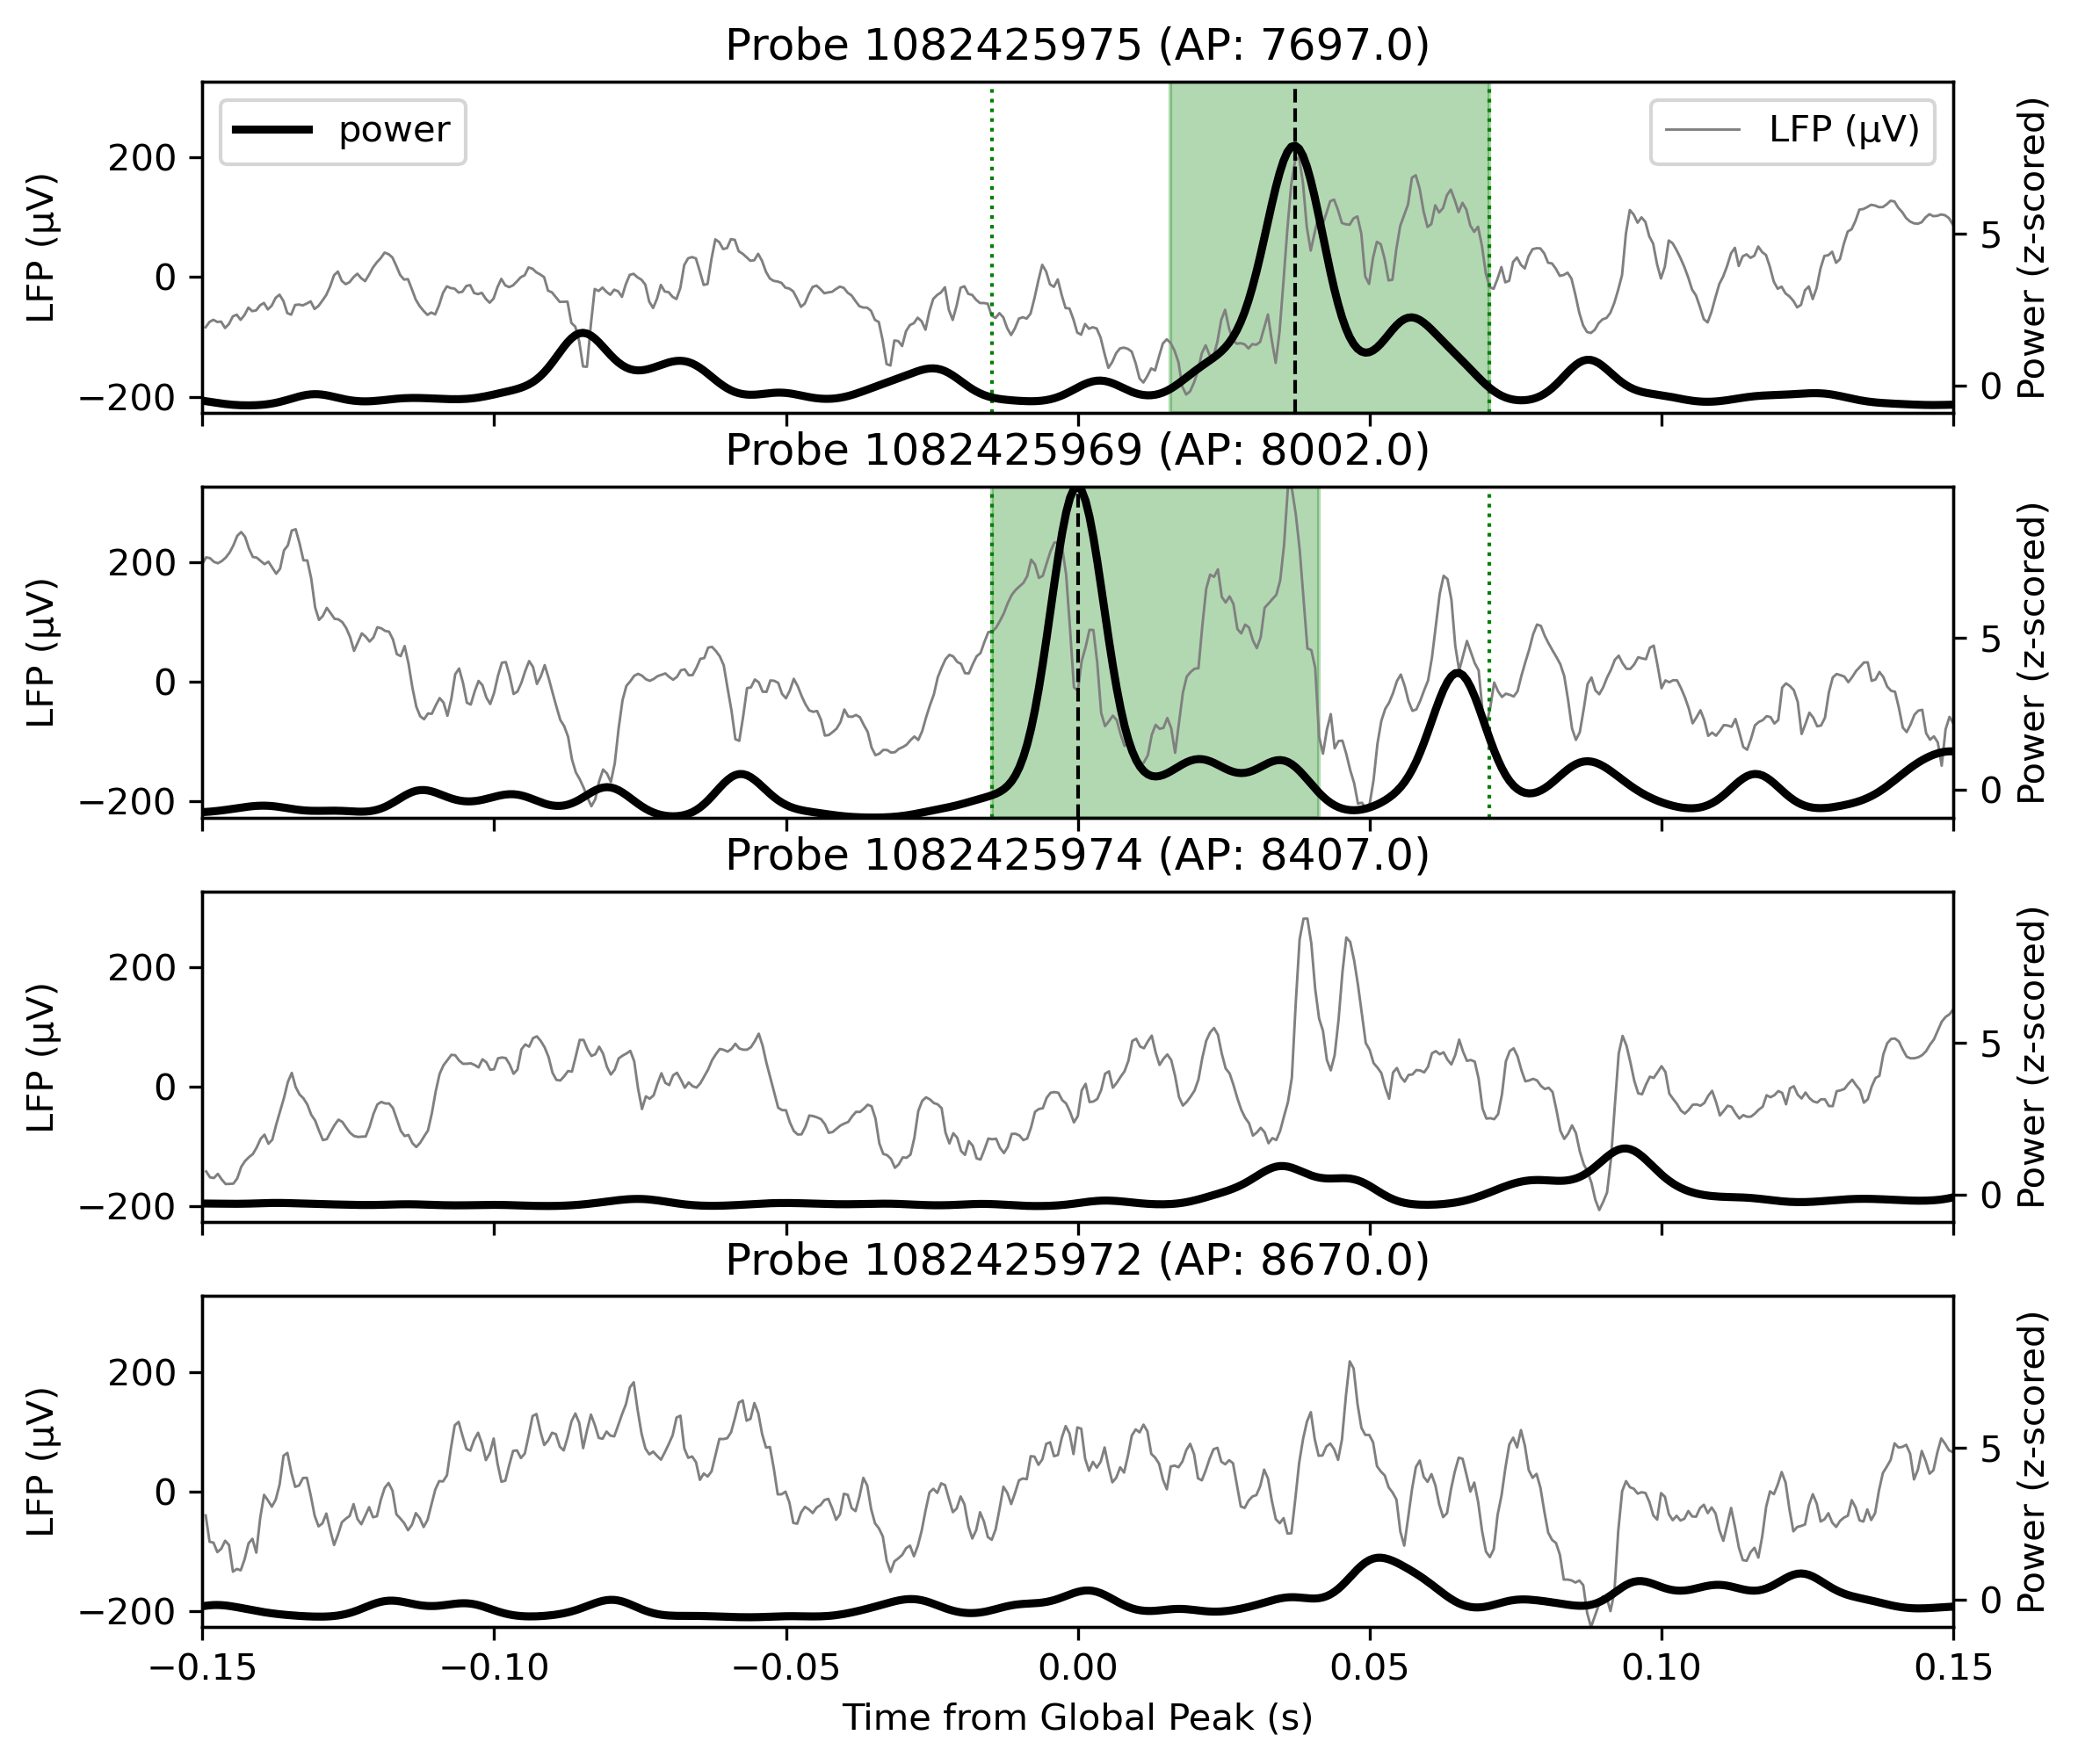 Probe 1082425975 (AP: 7697.0)
power
LFP (µV)
200
0
−200
LFP (µV)
5
0
Power (z-scored)
Probe 1082425969 (AP: 8002.0)
200
0
−200
LFP (µV)
5
0
Power (z-scored)
Probe 1082425974 (AP: 8407.0)
200
0
−200
LFP (µV)
5
0
Power (z-scored)
Probe 1082425972 (AP: 8670.0)
200
0
−200
LFP (µV)
5
0
Power (z-scored)
−0.15 −0.10 −0.05 0.00 0.05 0.10 0.15
Time from Global Peak (s)